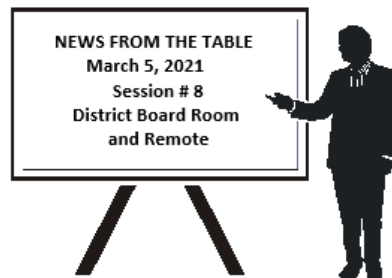 NEWS FROM THE TABLE
March 5, 2021
Session # 8
District Board Room
and Remote